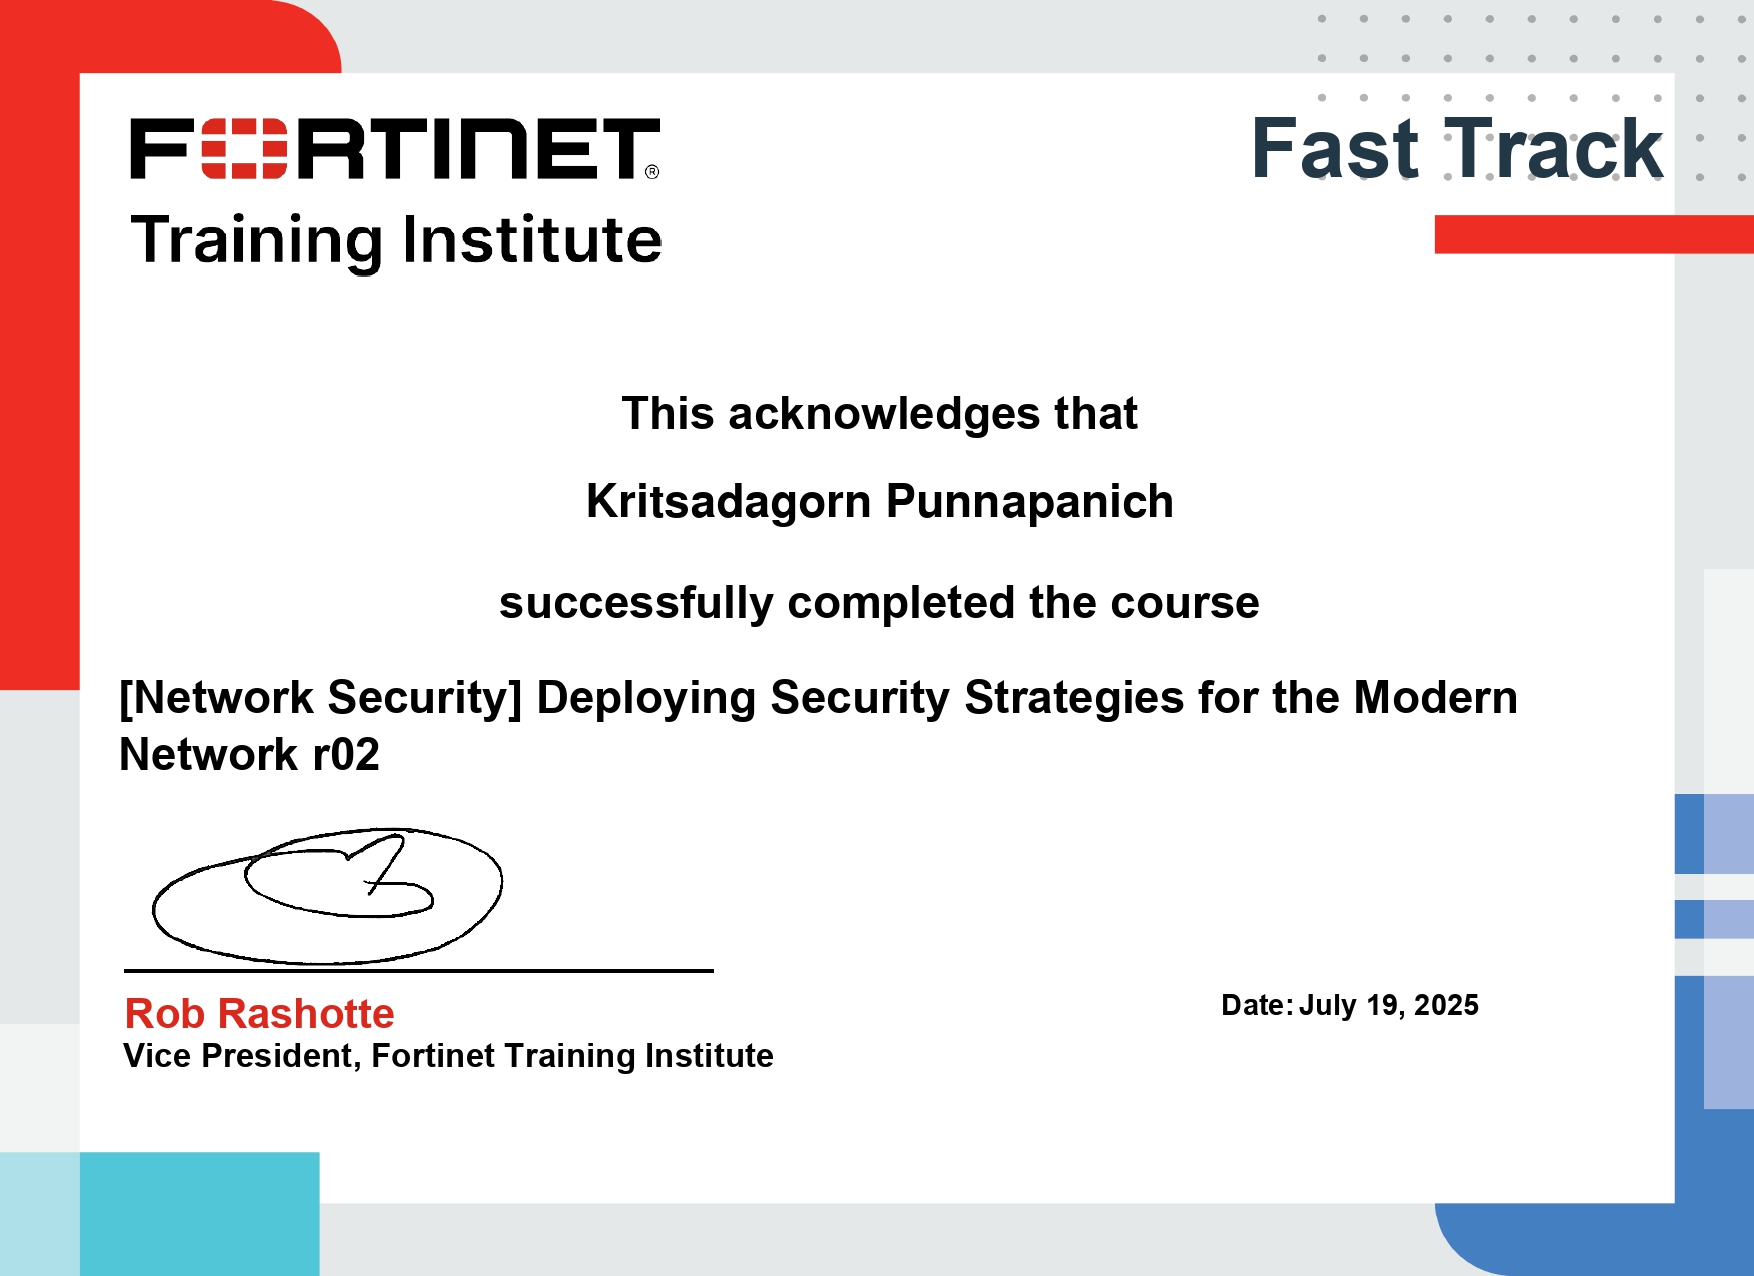 FORTINET®
Training Institute
Fast Track
This acknowledges that
Kritsadagorn Punnapanich
successfully completed the course
[Network Security] Deploying Security Strategies for the Modern
Network r02
Rob Rashotte
Vice President, Fortinet Training Institute
Date: July 19, 2025